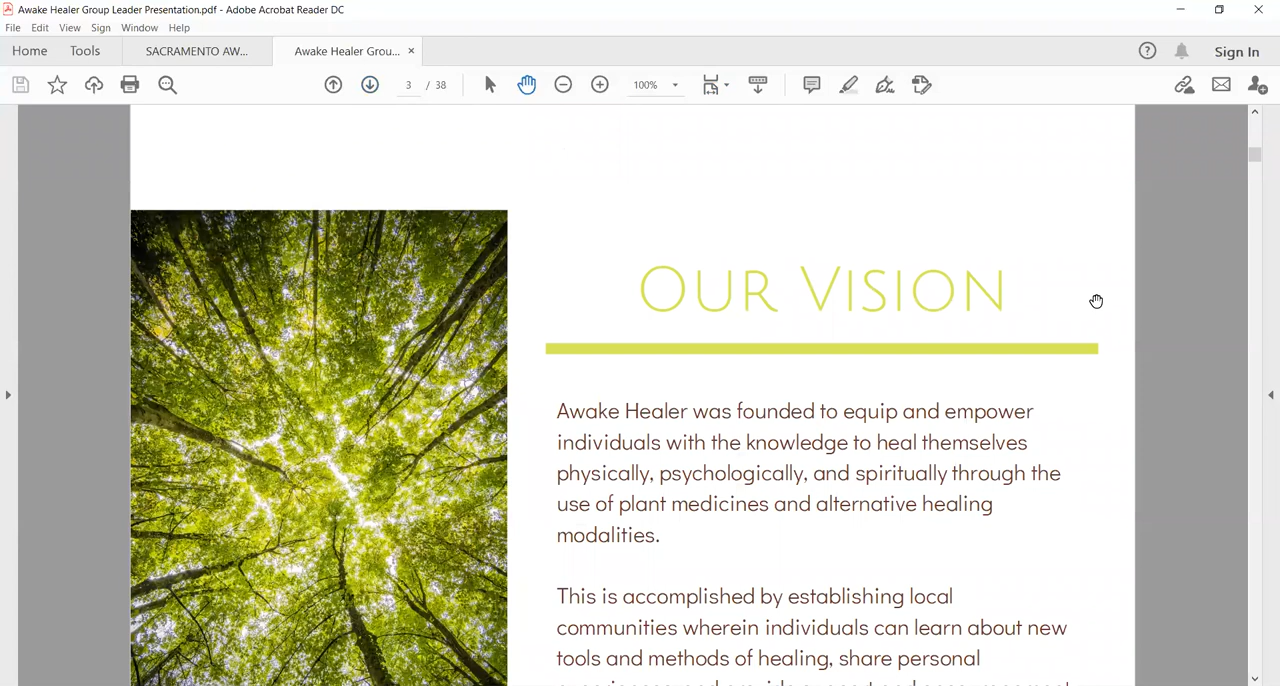 Awake Healer Group Leader Presentation.pdf - Adobe Acrobat Reader DC
File Edit View Sign Window Help
Home Tools SACRAMENTO AW... Awake Healer Grou... × Sign In
3 / 38 100%
OUR VISION
Awake Healer was founded to equip and empower
individuals with the knowledge to heal themselves
physically, psychologically, and spiritually through the
use of plant medicines and alternative healing
modalities.
This is accomplished by establishing local
communities wherein individuals can learn about new
tools and methods of healing, share personal